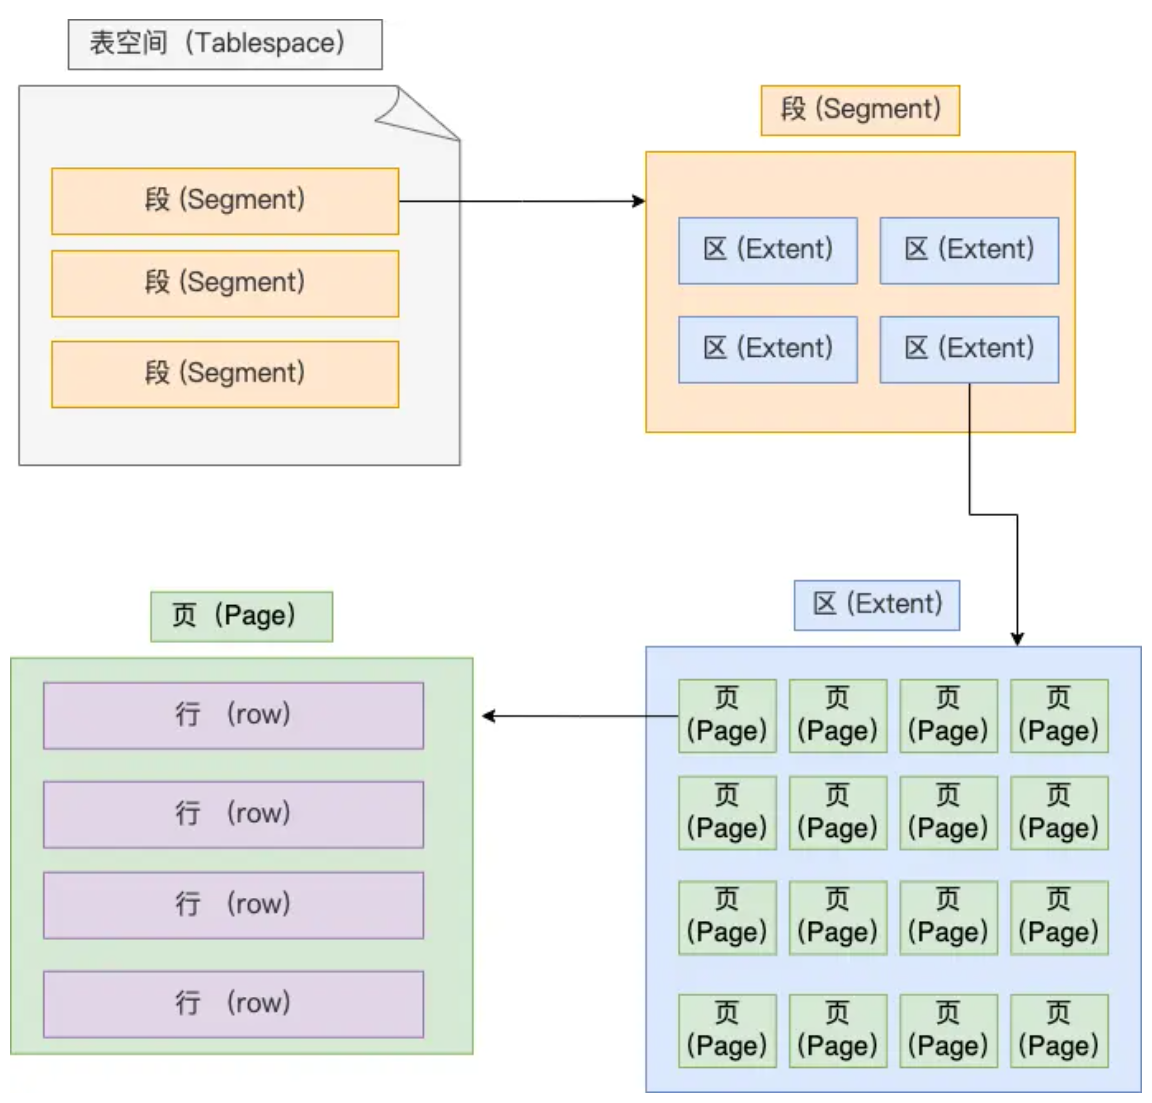 表空间（Tablespace）
段 (Segment)
段 (Segment)
段 (Segment)
段 (Segment)
区 (Extent)
区 (Extent)
区 (Extent)
区 (Extent)
区 (Extent)
页
(Page)
页
(Page)
页
(Page)
页
(Page)
页
(Page)
页
(Page)
页
(Page)
页
(Page)
页
(Page)
页
(Page)
页
(Page)
页
(Page)
页
(Page)
页
(Page)
页
(Page)
页
(Page)
页（Page）
行 （row）
行 （row）
行 （row）
行 （row）